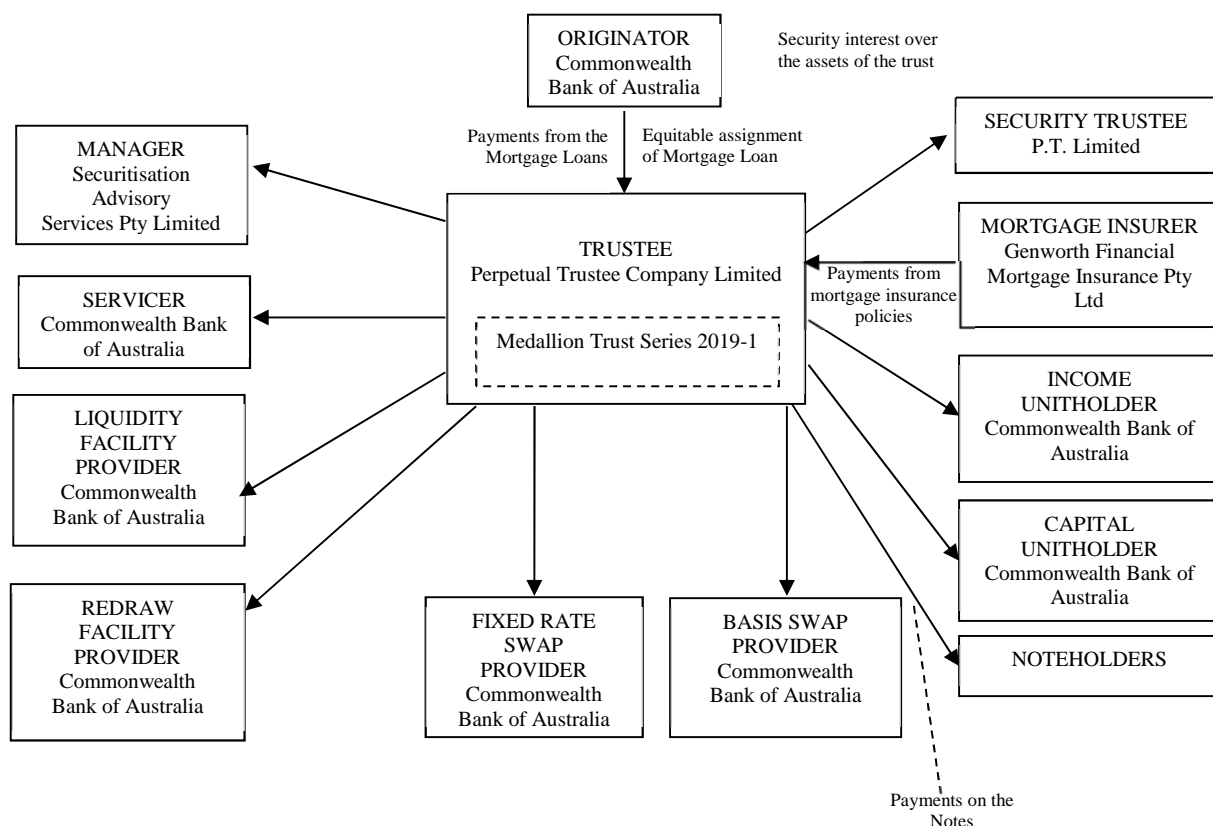 ORIGINATOR
Commonwealth
Bank of Australia
Security interest over
the assets of the trust
Payments from the
Mortgage Loans
Equitable assignment
of Mortgage Loan
MANAGER
Securitisation
Advisory
Services Pty Limited
SECURITY TRUSTEE
P.T. Limited
TRUSTEE
Perpetual Trustee Company Limited
Medallion Trust Series 2019-1
MORTGAGE INSURER
Genworth Financial
Mortgage Insurance Pty
Ltd
Payments from
mortgage insurance
policies
SERVICER
Commonwealth Bank
of Australia
INCOME
UNITHOLDER
Commonwealth Bank of
Australia
LIQUIDITY
FACILITY
PROVIDER
Commonwealth
Bank of Australia
CAPITAL
UNITHOLDER
Commonwealth Bank of
Australia
REDRAW
FACILITY
PROVIDER
Commonwealth
Bank of Australia
FIXED RATE
SWAP
PROVIDER
Commonwealth
Bank of Australia
BASIS SWAP
PROVIDER
Commonwealth
Bank of Australia
NOTEHOLDERS
Payments on the
Notes